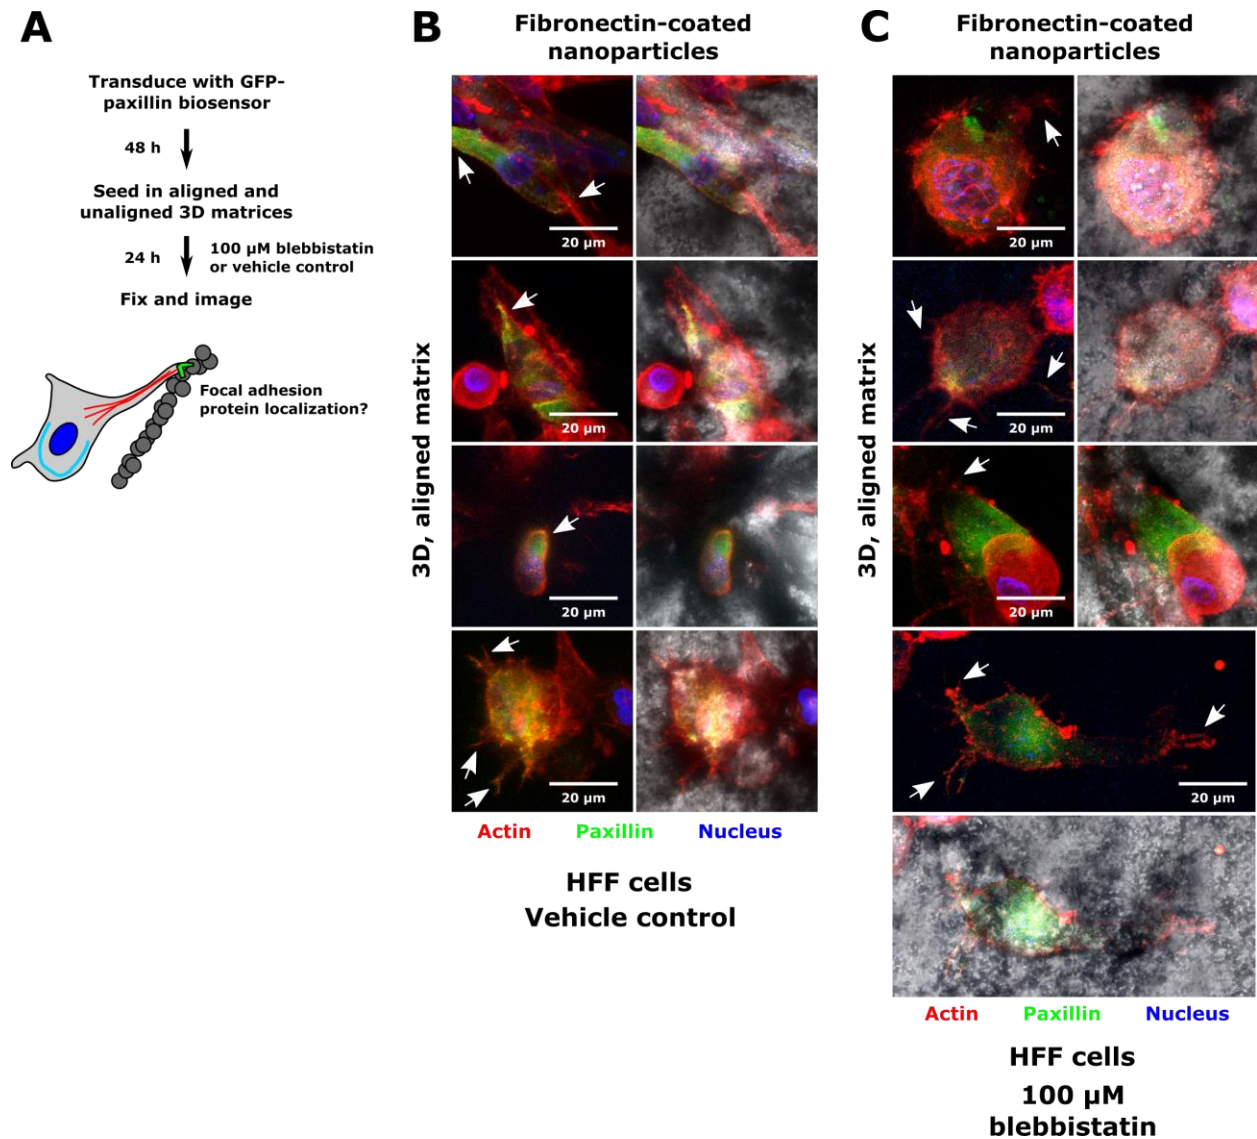 A
Transduce with GFP-
paxillin biosensor
48 h
Seed in aligned and
unaligned 3D matrices
24 h
100 µM blebbistatin
or vehicle control
Fix and image
Focal adhesion
protein localization?
B
Fibronectin-coated
nanoparticles
3D, aligned matrix
20 µm
20 µm
20 µm
20 µm
Actin Paxillin Nucleus
HFF cells
Vehicle control
C
Fibronectin-coated
nanoparticles
3D, aligned matrix
20 µm
20 µm
20 µm
20 µm
Actin Paxillin Nucleus
HFF cells
100 µM
blebbistatin